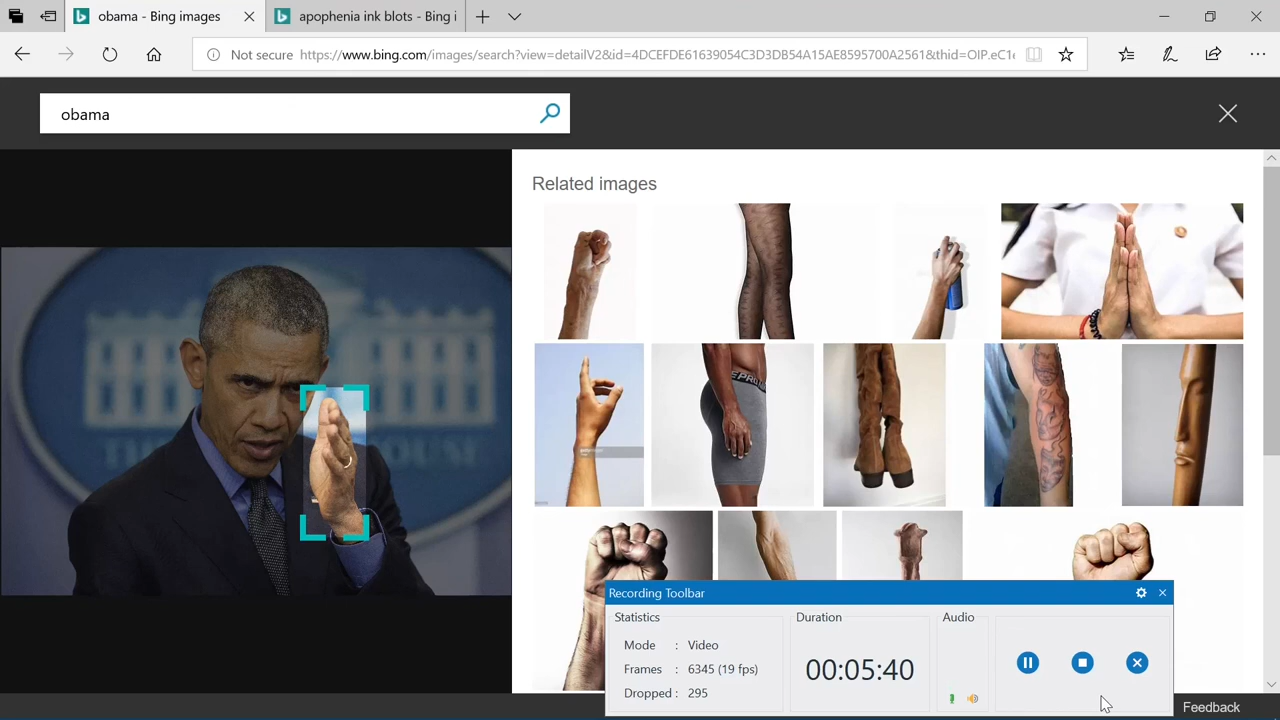 obama - Bing images
apophenia ink blots - Bing i
Not secure
https://www.bing.com/images/search?view=detailV2&id=4DCEFDE61639054C3D3DB54A15AE8595700A2561&thid=OIP.eC1
obama
Related images
Recording Toolbar
Statistics
Duration
Audio
Mode : Video
Frames : 6345 (19 fps)
Dropped : 295
00:05:40
Feedback